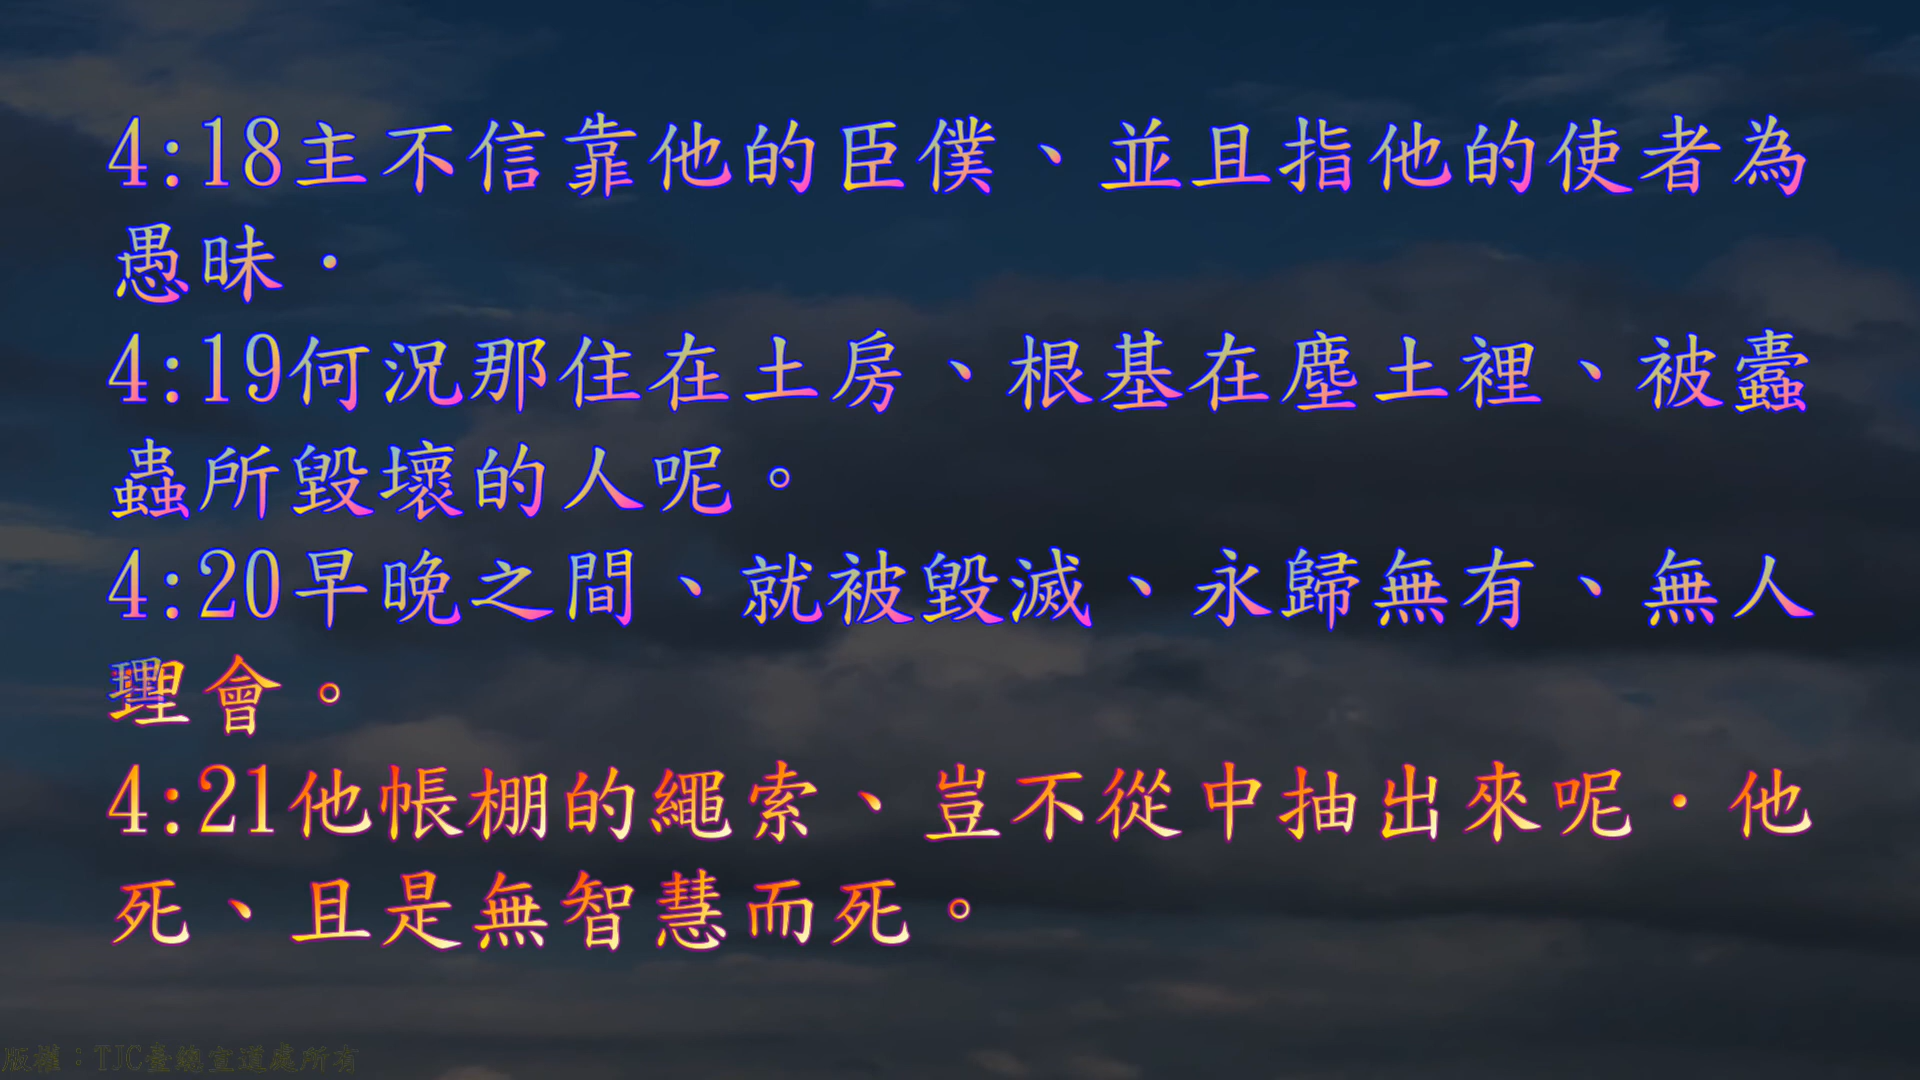 4:18主不信靠他的臣僕、並且指他的使者為
愚昧．
4:19何況那住在土房、根基在塵土裡、被蠹
蟲所毀壞的人呢。
4:20早晚之間、就被毀滅、永歸無有、無人
理會。
4:21他帳棚的繩索、豈不從中抽出來呢．他
死、且是無智慧而死。
版權：TJC臺總宣道處所有